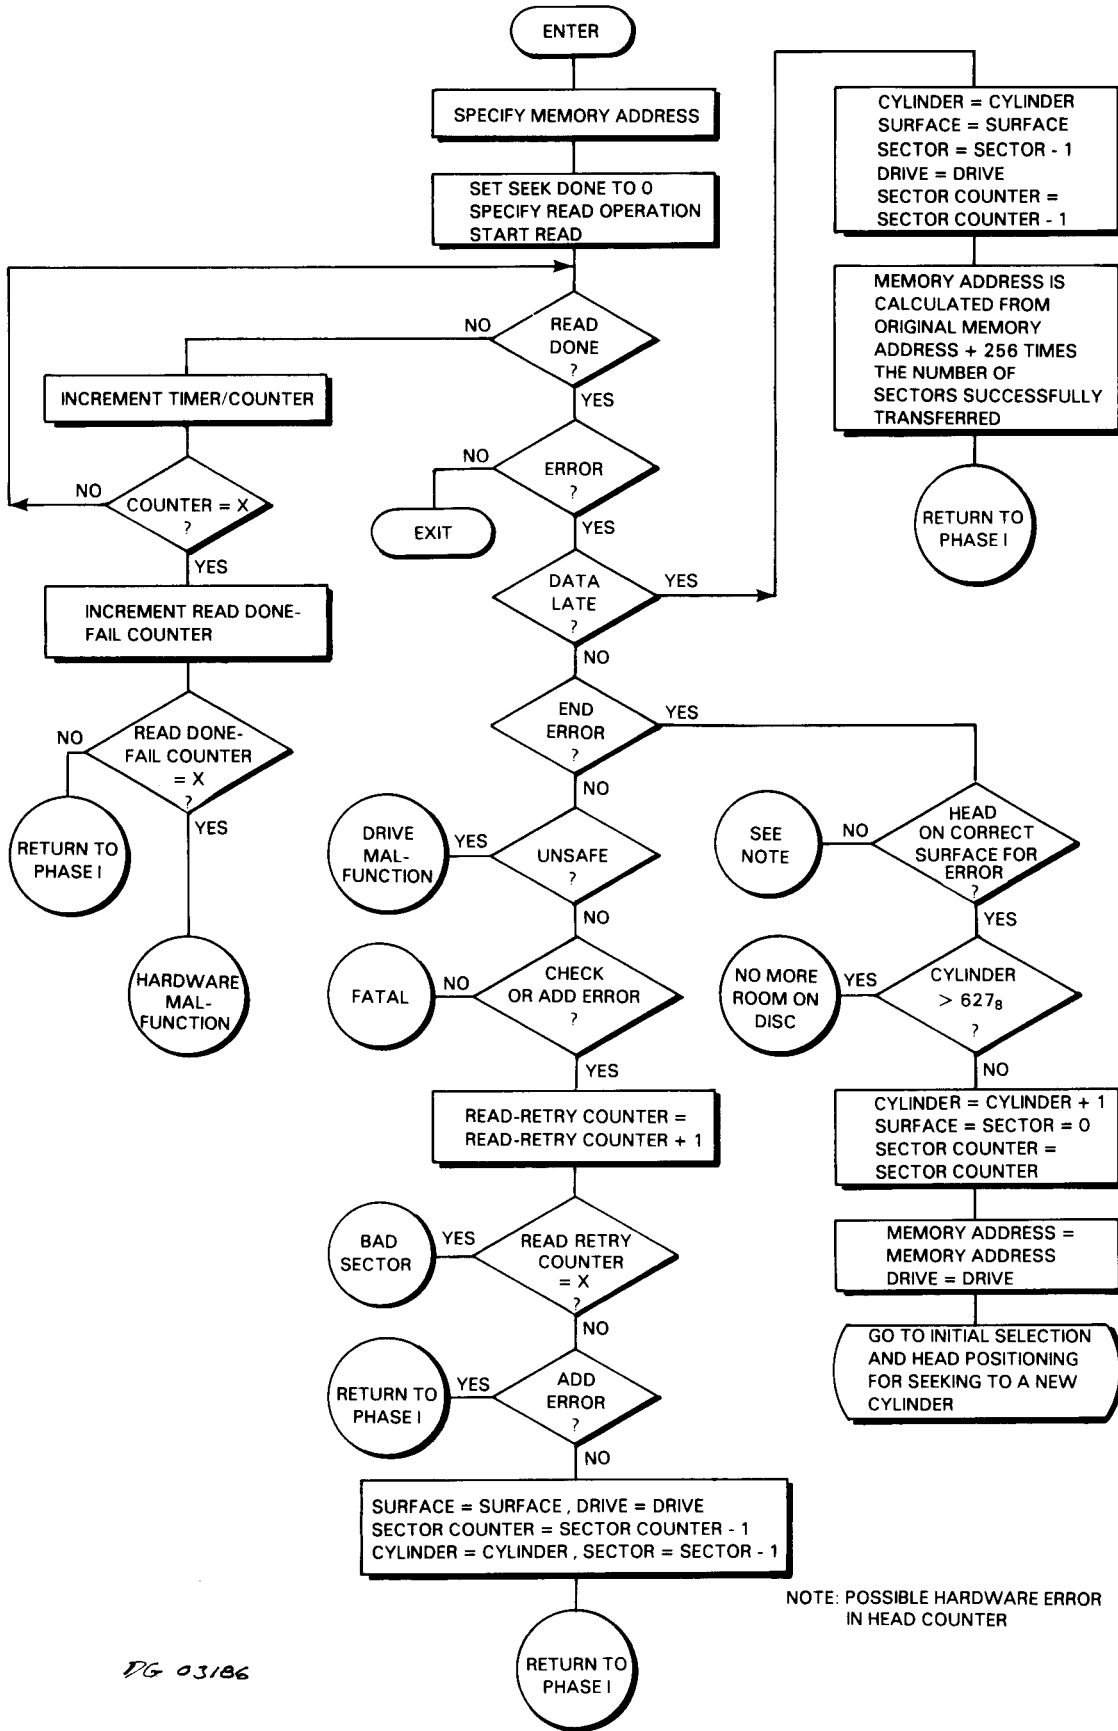 ENTER
SPECIFY MEMORY ADDRESS
SET SEEK DONE TO 0
SPECIFY READ OPERATION
START READ
READ
DONE
?
NO
YES
INCREMENT TIMER/COUNTER
COUNTER = X
?
NO
YES
INCREMENT READ DONE-
FAIL COUNTER
READ DONE-
FAIL COUNTER
= X
?
NO
YES
RETURN TO
PHASE I
HARDWARE
MAL-
FUNCTION
ERROR
?
NO
YES
EXIT
DATA
LATE
?
YES
NO
CYLINDER = CYLINDER
SURFACE = SURFACE
SECTOR = SECTOR - 1
DRIVE = DRIVE
SECTOR COUNTER =
SECTOR COUNTER - 1
MEMORY ADDRESS IS
CALCULATED FROM
ORIGINAL MEMORY
ADDRESS + 256 TIMES
THE NUMBER OF
SECTORS SUCCESSFULLY
TRANSFERRED
RETURN TO
PHASE I
END
ERROR
?
YES
NO
HEAD
ON CORRECT
SURFACE FOR
ERROR
?
NO
YES
SEE
NOTE
CYLINDER
> 627₈
?
YES
NO
NO MORE
ROOM ON
DISC
CYLINDER = CYLINDER + 1
SURFACE = SECTOR = 0
SECTOR COUNTER =
SECTOR COUNTER
MEMORY ADDRESS =
MEMORY ADDRESS
DRIVE = DRIVE
GO TO INITIAL SELECTION
AND HEAD POSITIONING
FOR SEEKING TO A NEW
CYLINDER
UNSAFE
?
YES
NO
DRIVE
MAL-
FUNCTION
CHECK
OR ADD ERROR
?
NO
YES
FATAL
READ-RETRY COUNTER =
READ-RETRY COUNTER + 1
READ RETRY
COUNTER
= X
?
YES
NO
BAD
SECTOR
ADD
ERROR
?
YES
NO
RETURN TO
PHASE I
SURFACE = SURFACE , DRIVE = DRIVE
SECTOR COUNTER = SECTOR COUNTER - 1
CYLINDER = CYLINDER , SECTOR = SECTOR - 1
RETURN TO
PHASE I
NOTE: POSSIBLE HARDWARE ERROR
IN HEAD COUNTER
DG 03186